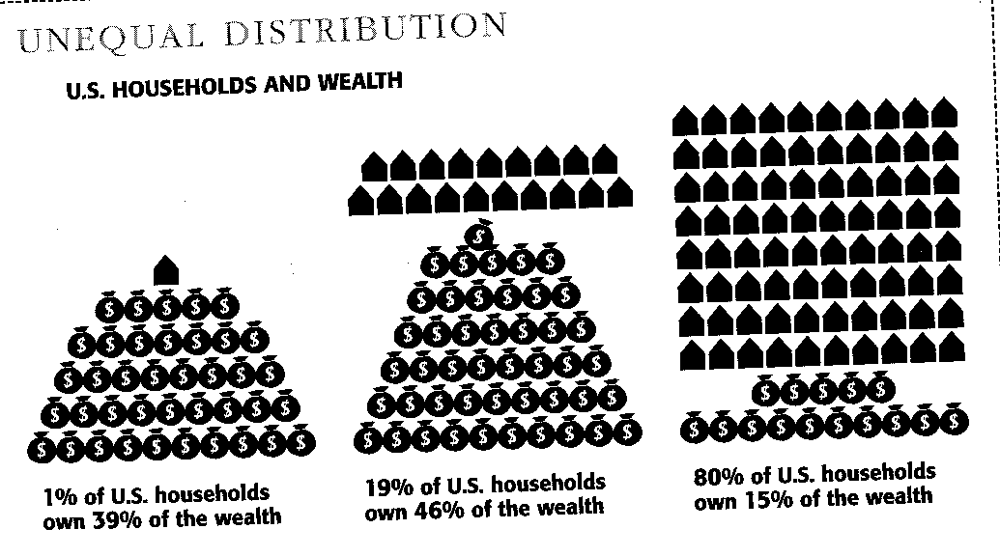 UNEQUAL DISTRIBUTION
U.S. HOUSEHOLDS AND WEALTH
1% of U.S. households
own 39% of the wealth
19% of U.S. households
own 46% of the wealth
80% of U.S. households
own 15% of the wealth